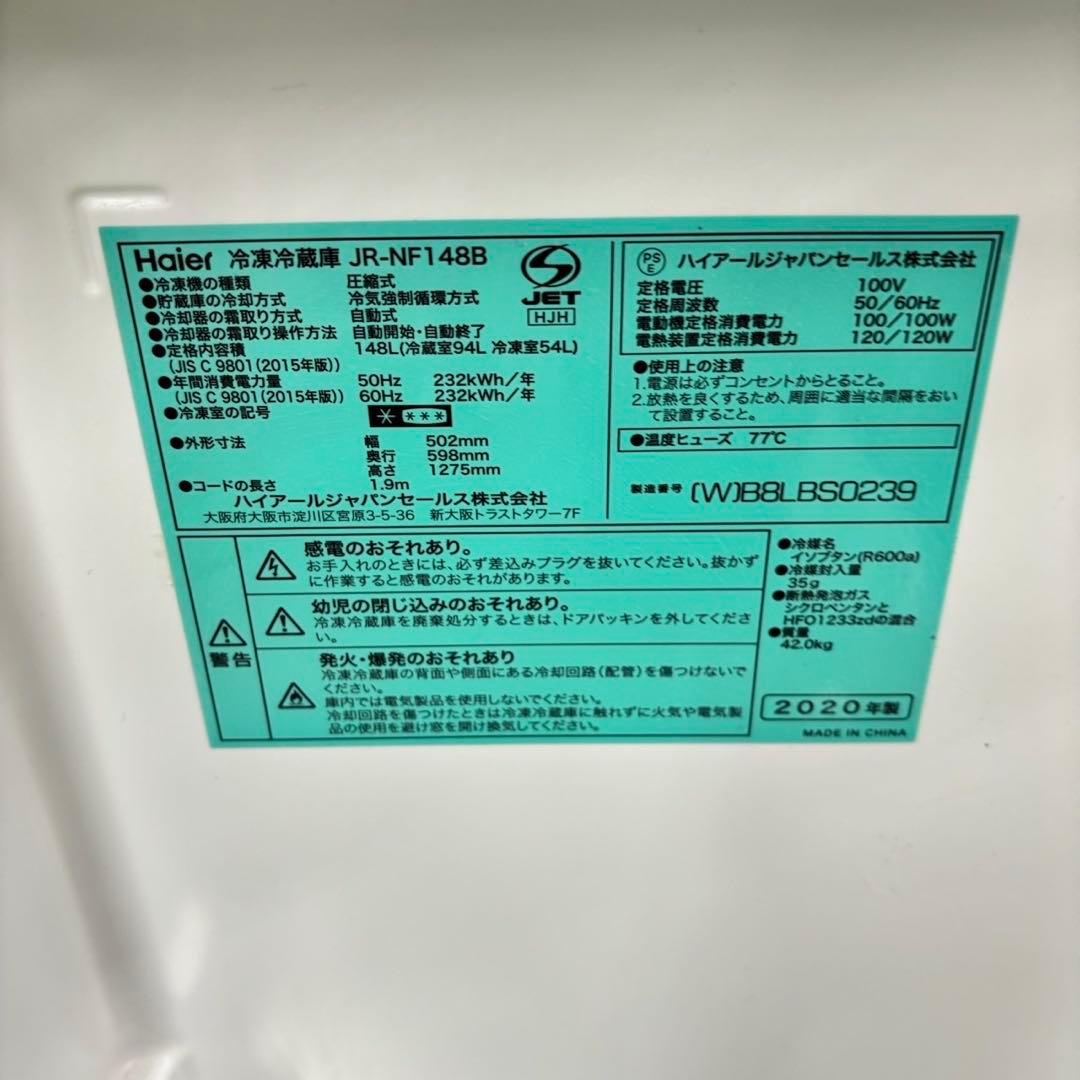 Haier 冷凍冷蔵庫 JR-NF148B
●冷凍機の種類 圧縮式
●貯蔵庫の冷却方式 冷気強制循環方式
●冷却器の霜取り方式 自動式
●冷却器の霜取り操作方法 自動開始・自動終了
●定格内容積 148L(冷蔵室94L 冷凍室54L)
(JIS C 9801(2015年版))
●年間消費電力量 50Hz 232kWh/年
(JIS C 9801(2015年版)) 60Hz 232kWh/年
●冷凍室の記号 * ***
●外形寸法 幅 502mm
奥行 598mm
高さ 1275mm
●コードの長さ 1.9m
ハイアールジャパンセールス株式会社
大阪府大阪市淀川区宮原3-5-36 新大阪トラストタワー7F
JET
HJH
PS
E
ハイアールジャパンセールス株式会社
定格電圧 100V
定格周波数 50/60Hz
電動機定格消費電力 100/100W
電熱装置定格消費電力 120/120W
●使用上の注意
1.電源は必ずコンセントからとること。
2.放熱を良くするため、周囲に適当な間隔をおい
て設置すること。
●温度ヒューズ 77℃
製造番号 (W)B8LBS0239
警告
感電のおそれあり。
お手入れのときには、必ず差込みプラグを抜いてください。抜かず
に作業すると感電のおそれがあります。
幼児の閉じ込みのおそれあり。
冷凍冷蔵庫を廃棄処分するときは、ドアパッキンを外してくださ
い。
発火・爆発のおそれあり
冷凍冷蔵庫の背面や側面にある冷却回路(配管)を傷つけないで
ください。
庫内では電気製品を使用しないでください。
冷却回路を傷つけたときは冷凍冷蔵庫に触れずに火気や電気製
品の使用を避け窓を開け換気してください。
●冷媒名
イソブタン(R600a)
●冷媒封入量
35g
●断熱発泡ガス
シクロペンタンと
HFO1233zdの混合
●質量
42.0kg
2020年製
MADE IN CHINA